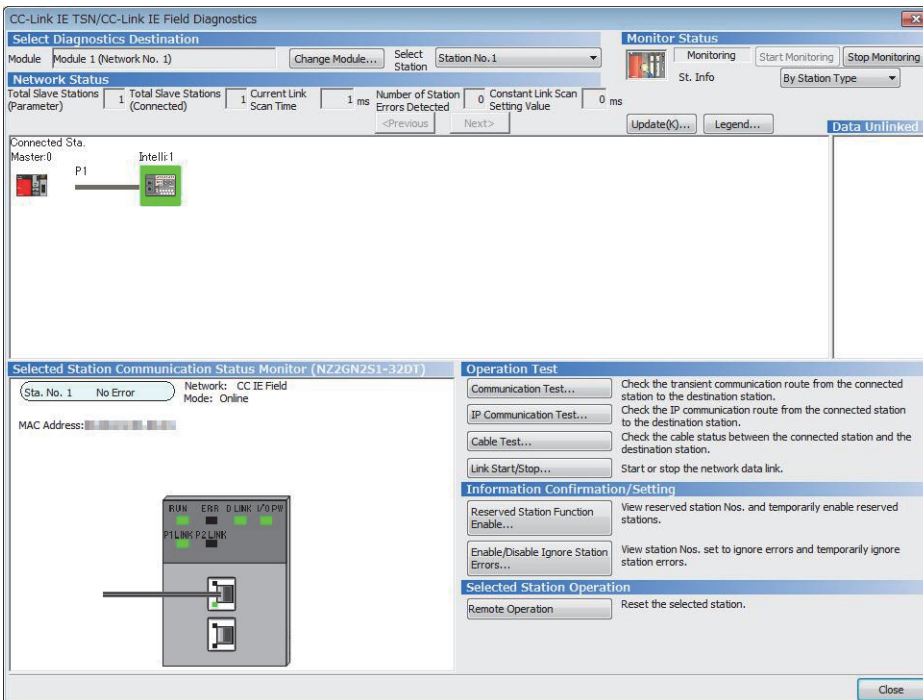 CC-Link IE TSN/CC-Link IE Field Diagnostics
Select Diagnostics Destination
Monitor Status
Module Module 1 (Network No. 1) Change Module... Select Station Station No.1
Monitoring Start Monitoring Stop Monitoring
St. Info By Station Type
Network Status
Total Slave Stations (Parameter) 1 Total Slave Stations (Connected) 1 Current Link Scan Time 1 ms Number of Station Errors Detected 0 Constant Link Scan Setting Value 0 ms
<Previous Next>
Update(K)... Legend...
Data Unlinked
Connected Sta.
Master:0 Intelli:1
P1
Selected Station Communication Status Monitor (NZ2GN2S1-32DT)
Sta. No. 1 No Error
Network: CC IE Field
Mode: Online
MAC Address:
RUN ERR D LINK I/O PW
P1 LINK P2 LINK
Operation Test
Communication Test...
Check the transient communication route from the connected
station to the destination station.
IP Communication Test...
Check the IP communication route from the connected station
to the destination station.
Cable Test...
Check the cable status between the connected station and the
destination station.
Link Start/Stop...
Start or stop the network data link.
Information Confirmation/Setting
Reserved Station Function
Enable...
View reserved station Nos. and temporarily enable reserved
stations.
Enable/Disable Ignore Station
Errors...
View station Nos. set to ignore errors and temporarily ignore
station errors.
Selected Station Operation
Remote Operation
Reset the selected station.
Close